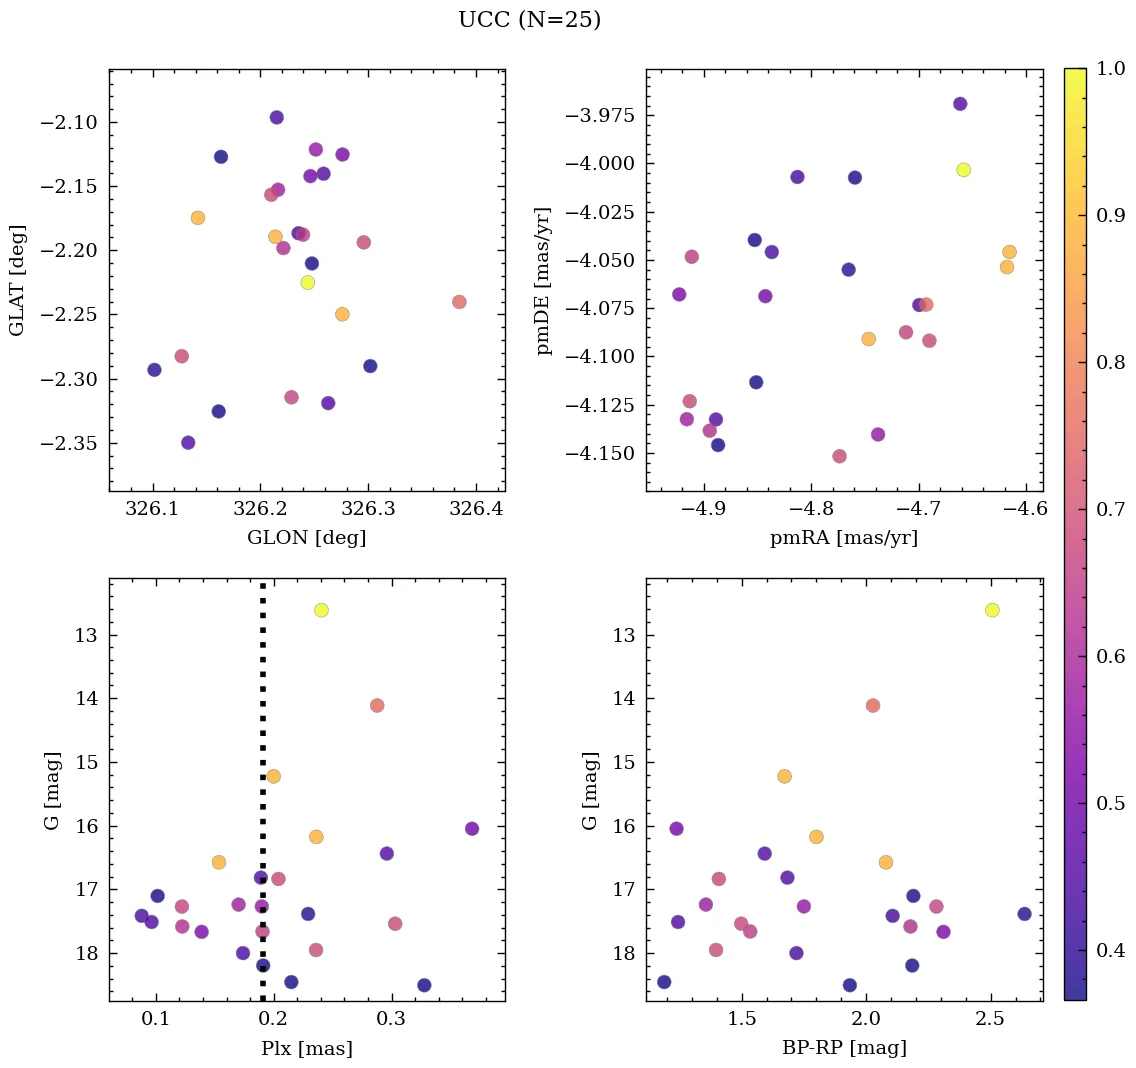 UCC (N=25)
−2.10
−2.15
−2.20
−2.25
−2.30
−2.35
GLAT [deg]
326.1 326.2 326.3 326.4
GLON [deg]
−3.975
−4.000
−4.025
−4.050
−4.075
−4.100
−4.125
−4.150
pmDE [mas/yr]
−4.9 −4.8 −4.7 −4.6
pmRA [mas/yr]
1.0
0.9
0.8
0.7
0.6
0.5
0.4
13
14
15
16
17
18
G [mag]
0.1 0.2 0.3
Plx [mas]
13
14
15
16
17
18
G [mag]
1.5 2.0 2.5
BP-RP [mag]